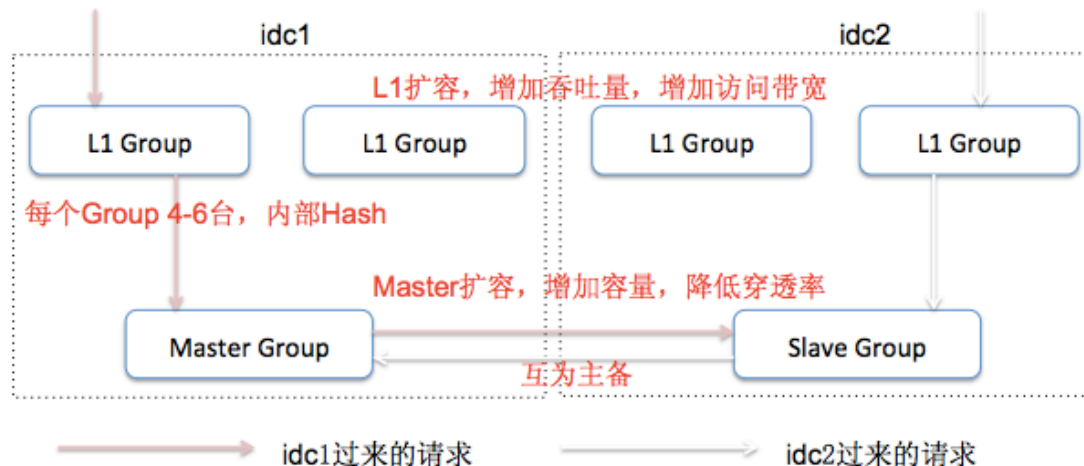 idc1
idc2
L1扩容，增加吞吐量，增加访问带宽
L1 Group
L1 Group
L1 Group
L1 Group
每个Group 4-6台，内部Hash
Master扩容，增加容量，降低穿透率
Master Group
Slave Group
互为主备
idc1过来的请求
idc2过来的请求